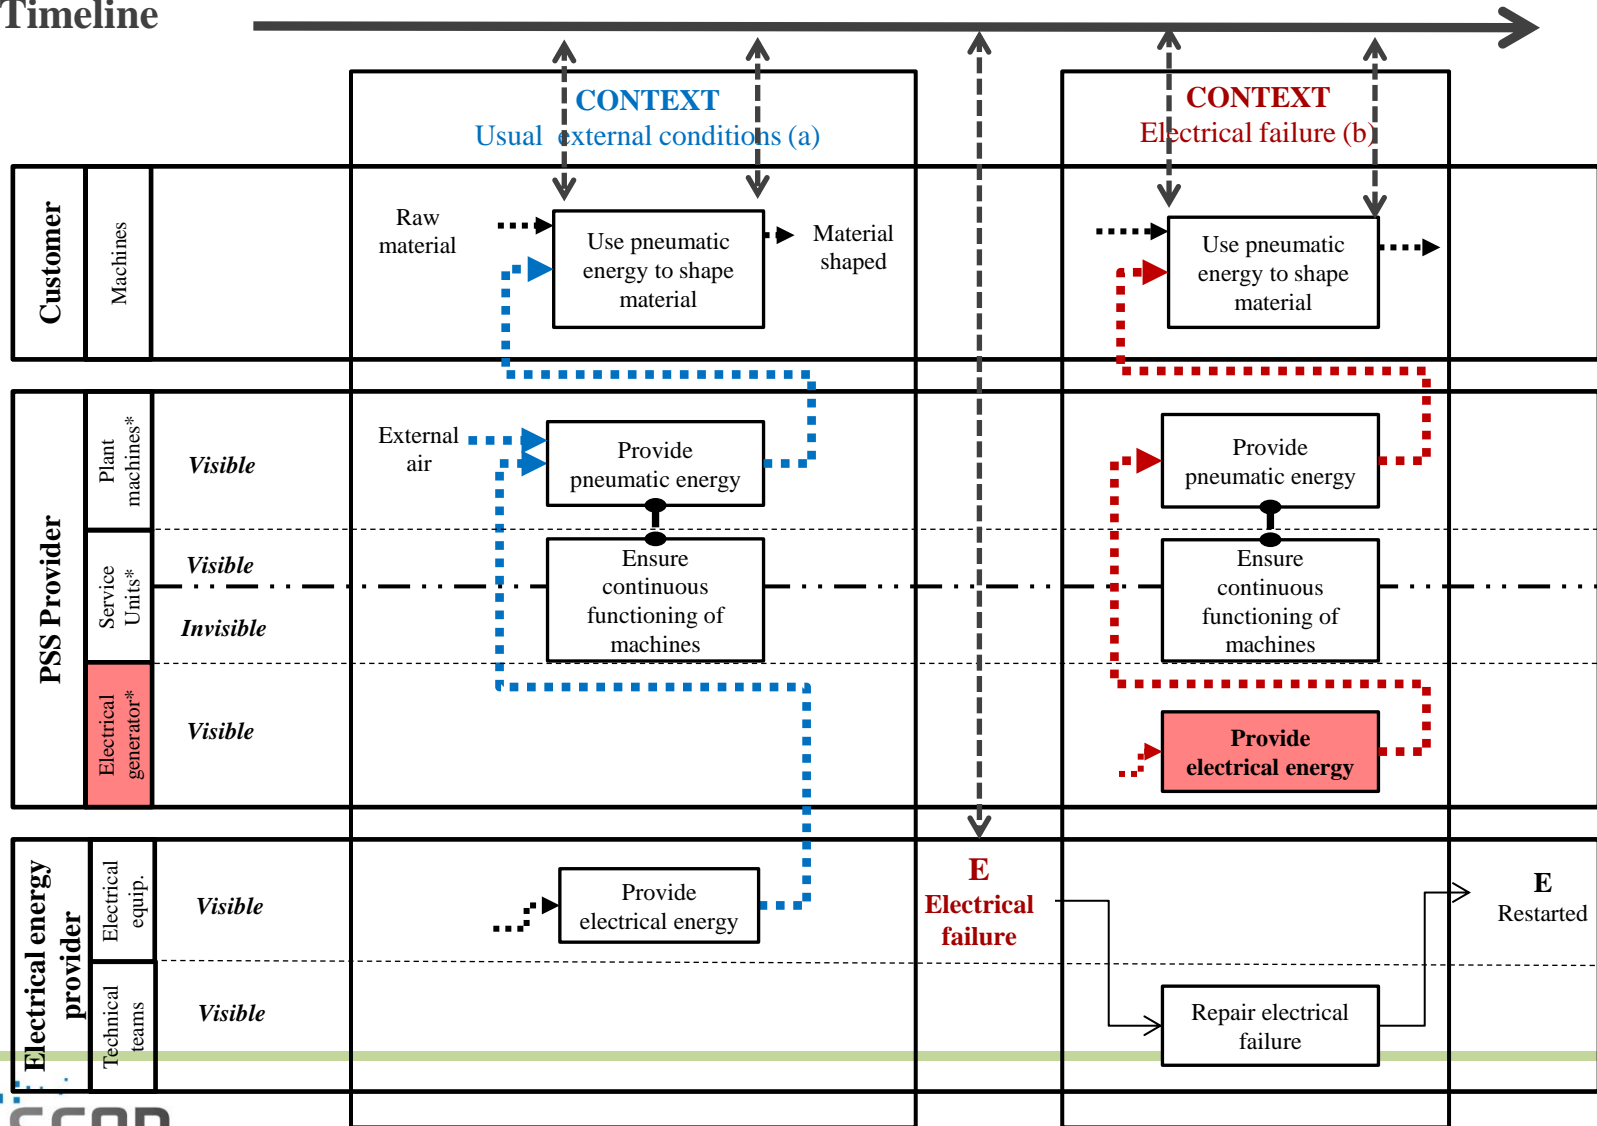 Timeline
CONTEXT
Usual external conditions (a)
CONTEXT
Electrical failure (b)
Customer
Machines
Raw
material
Use pneumatic
energy to shape
material
Material
shaped
Use pneumatic
energy to shape
material
PSS Provider
Plant
machines*
Visible
External
air
Provide
pneumatic energy
Provide
pneumatic energy
Service
Units*
Visible
Invisible
Ensure
continuous
functioning of
machines
Ensure
continuous
functioning of
machines
Electrical
generator*
Visible
Provide
electrical energy
Electrical energy
provider
Electrical
equip.
Visible
Provide
electrical energy
E
Electrical
failure
E
Restarted
Technical
teams
Visible
Repair electrical
failure